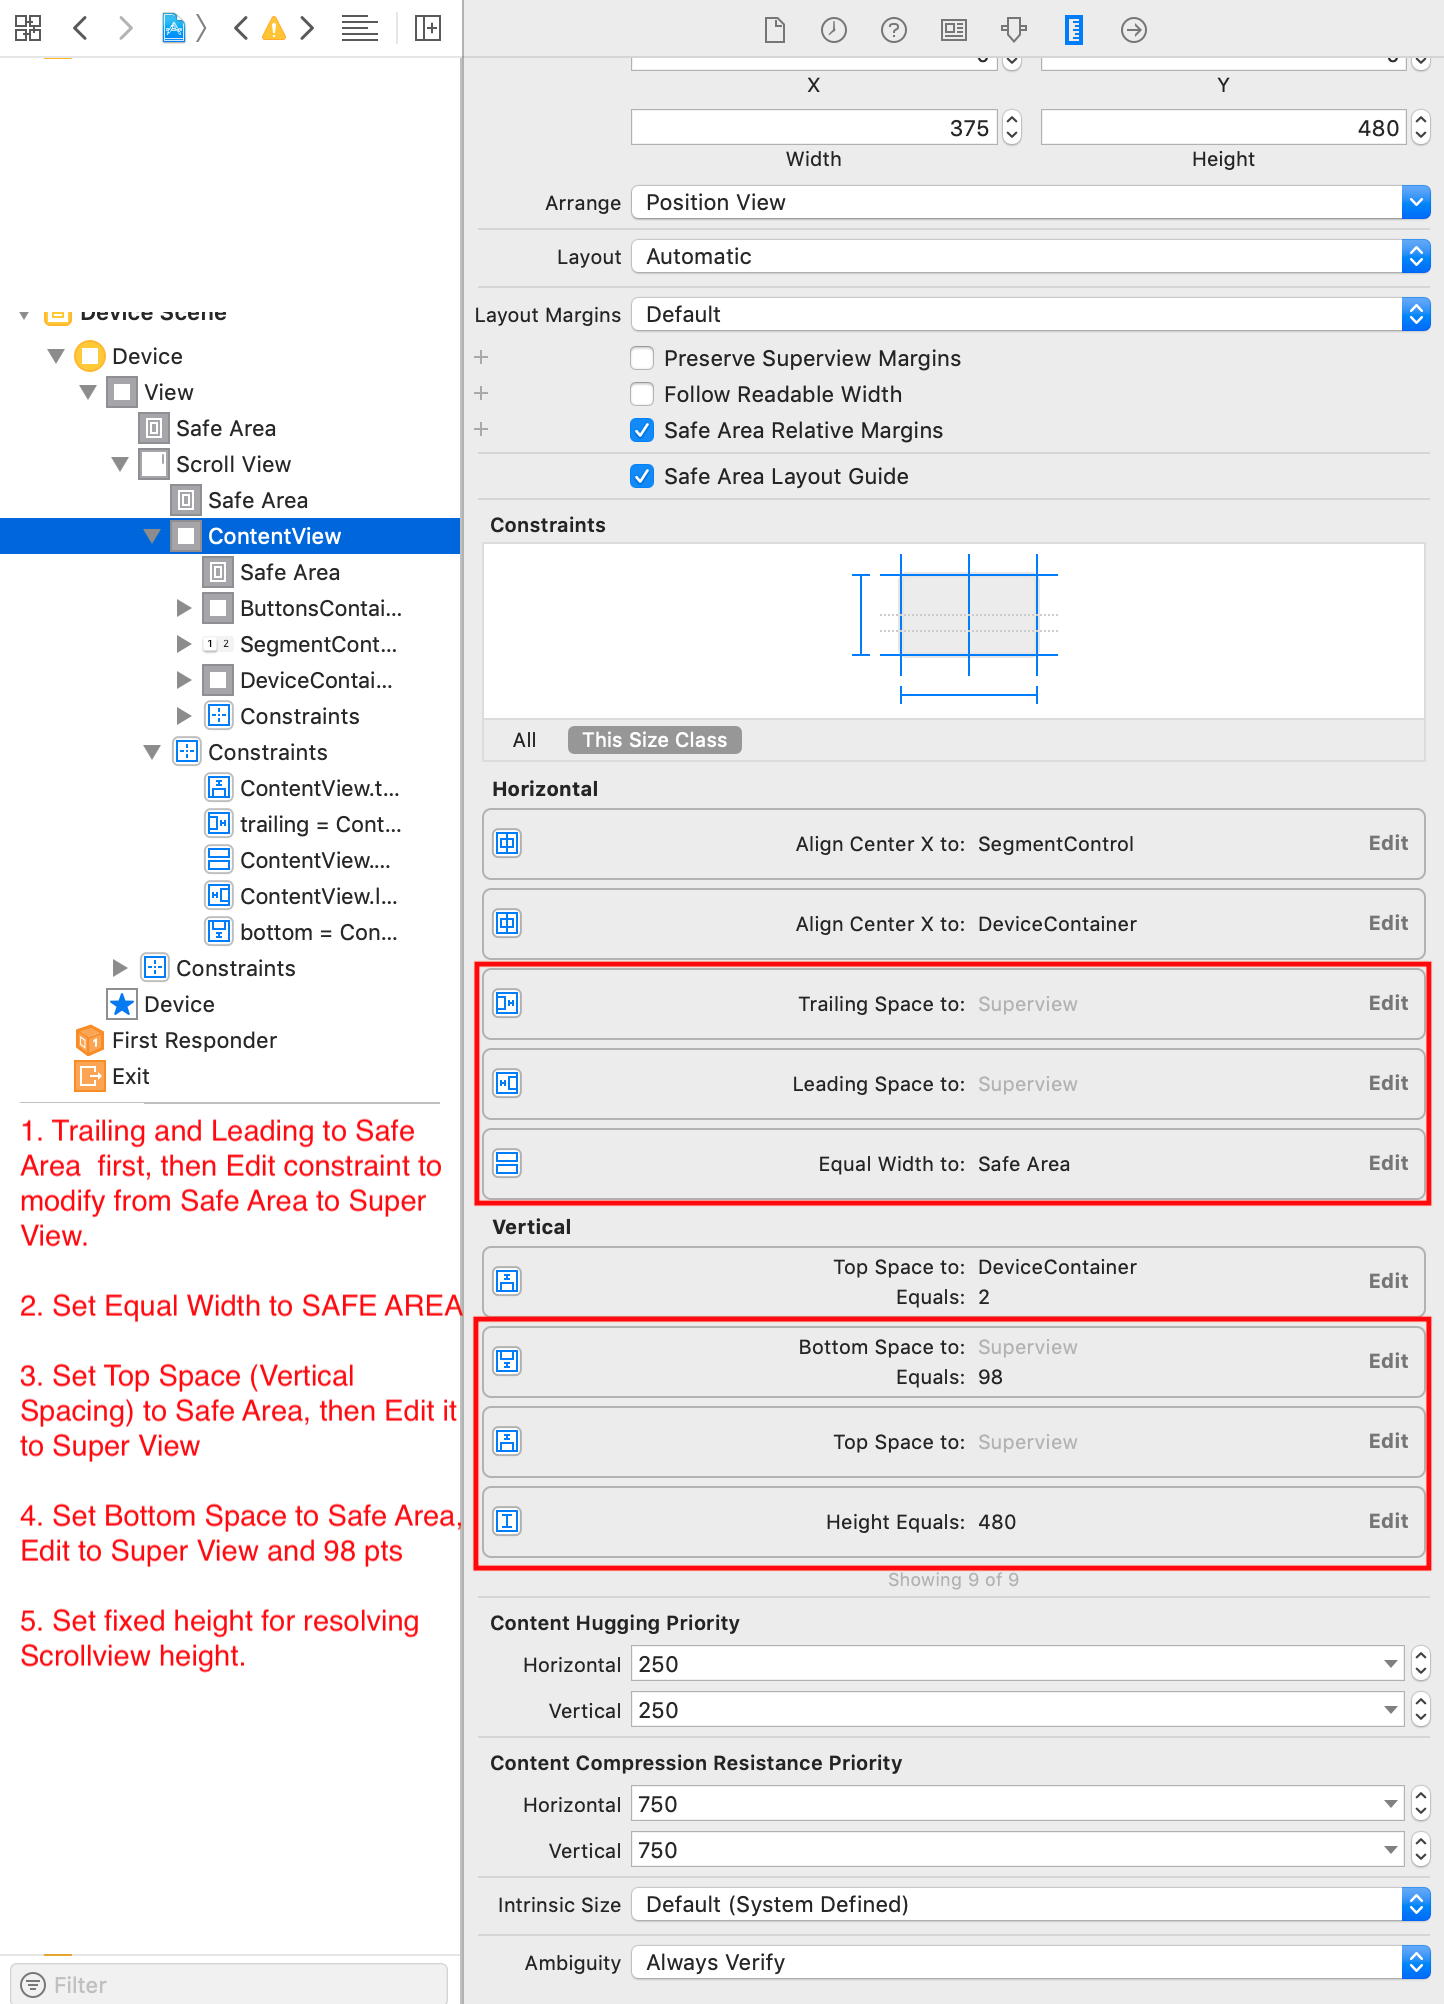 X
Y
375
480
Width
Height
Arrange
Position View
Layout
Automatic
Layout Margins
Default
Preserve Superview Margins
Follow Readable Width
Safe Area Relative Margins
Safe Area Layout Guide
Device Scene
Device
View
Safe Area
Scroll View
Safe Area
ContentView
Safe Area
ButtonsContai...
1 2 SegmentCont...
DeviceContai...
Constraints
Constraints
ContentView.t...
trailing = Cont...
ContentView....
ContentView.l...
bottom = Con...
Constraints
Device
First Responder
Exit
1. Trailing and Leading to Safe
Area  first, then Edit constraint to
modify from Safe Area to Super
View.
2. Set Equal Width to SAFE AREA
3. Set Top Space (Vertical
Spacing) to Safe Area, then Edit it
to Super View
4. Set Bottom Space to Safe Area,
Edit to Super View and 98 pts
5. Set fixed height for resolving
Scrollview height.
Filter
Constraints
All
This Size Class
Horizontal
Align Center X to: SegmentControl Edit
Align Center X to: DeviceContainer Edit
Trailing Space to: Superview Edit
Leading Space to: Superview Edit
Equal Width to: Safe Area Edit
Vertical
Top Space to: DeviceContainer
Equals: 2
Edit
Bottom Space to: Superview
Equals: 98
Edit
Top Space to: Superview Edit
Height Equals: 480 Edit
Showing 9 of 9
Content Hugging Priority
Horizontal 250
Vertical 250
Content Compression Resistance Priority
Horizontal 750
Vertical 750
Intrinsic Size Default (System Defined)
Ambiguity Always Verify